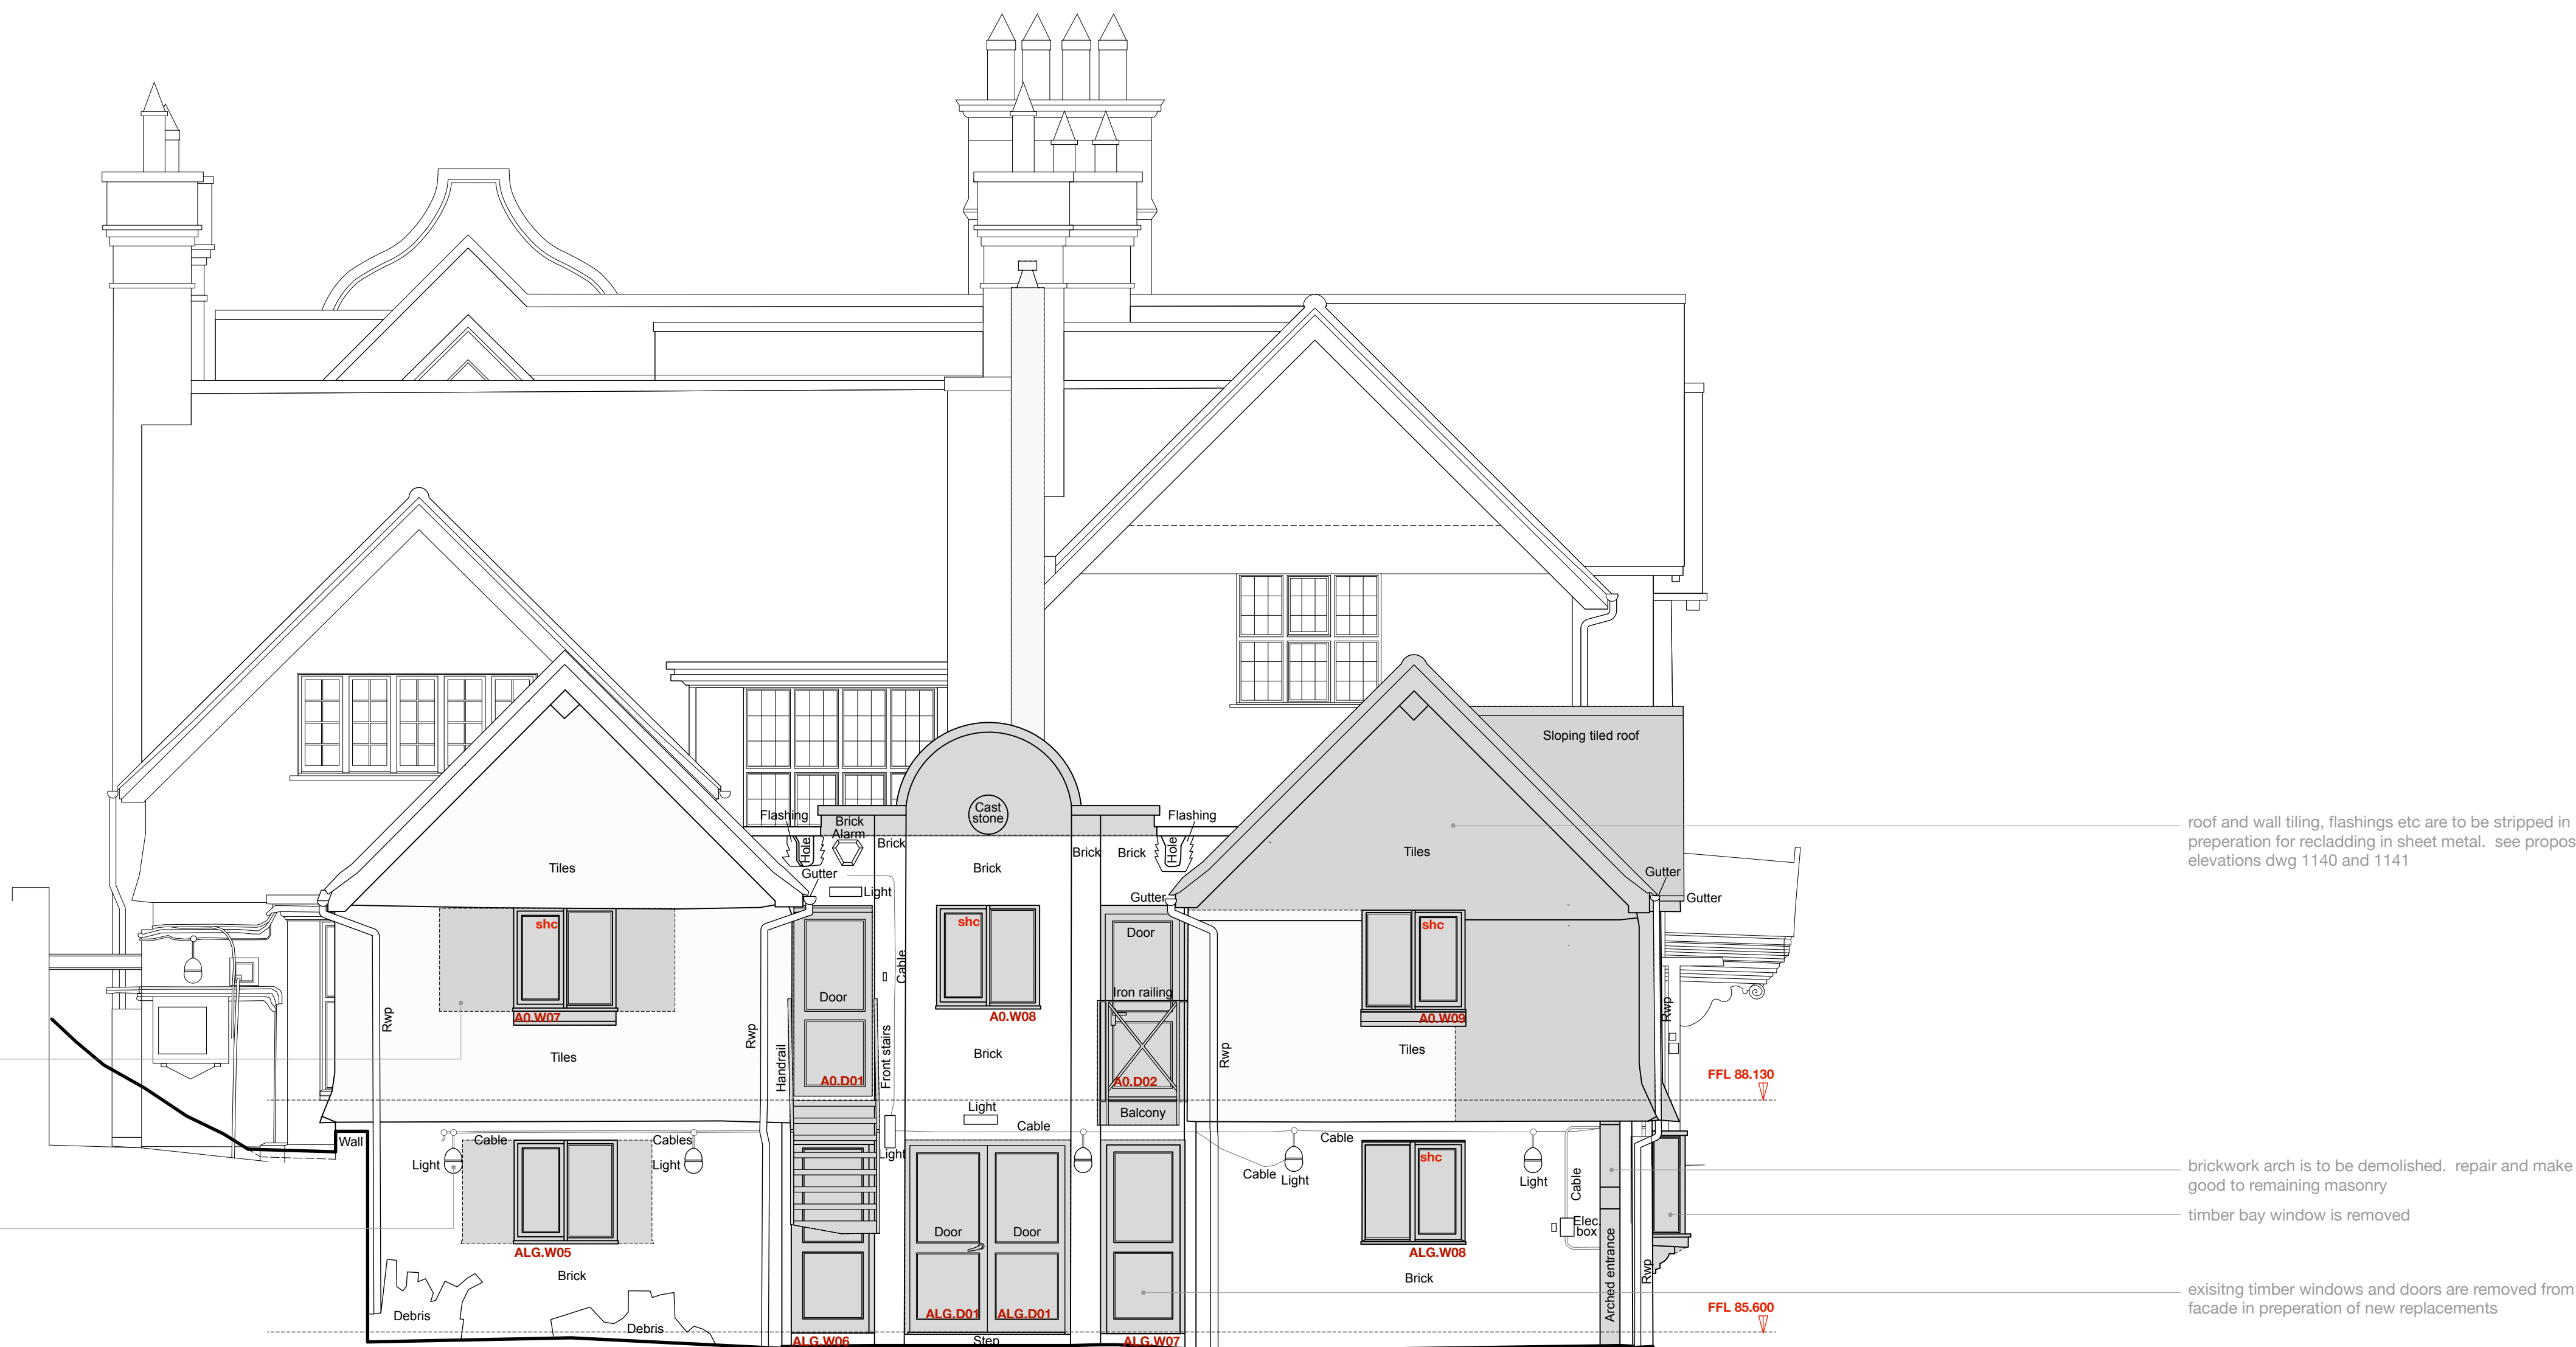 Sloping tiled roof
Cast
stone
Flashing
Brick
Alarm
Hole
Brick
Brick
Brick
Brick
Flashing
Hole
Tiles
Tiles
roof and wall tiling, flashings etc are to be stripped in
preperation for recladding in sheet metal. see propos
elevations dwg 1140 and 1141
Gutter
Light
Gutter
Gutter
Gutter
shc
shc
shc
Door
Door
Cable
Iron railing
A0.W07
A0.W08
A0.W09
Rwp
Rwp
Rwp
Rwp
Tiles
Brick
Tiles
Handrail
Front stairs
A0.D01
A0.D02
FFL 88.130
Light
Balcony
Wall
Cable
Cables
Cable
Cable
Light
Light
Light
Cable
Light
shc
Light
Cable
brickwork arch is to be demolished. repair and make
good to remaining masonry
timber bay window is removed
Door
Door
Elec.
box
ALG.W05
ALG.W08
Brick
Brick
Arched entrance
Rwp
exisitng timber windows and doors are removed from
facade in preperation of new replacements
Debris
Debris
ALG.D01
ALG.D01
FFL 85.600
ALG.W06
Step
ALG.W07